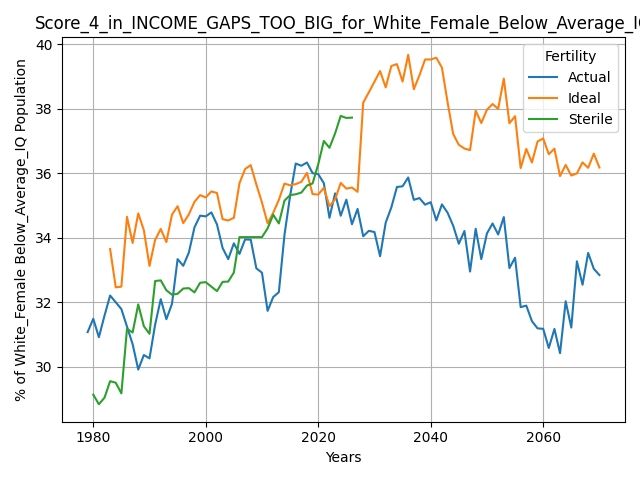 Score_4_in_INCOME_GAPS_TOO_BIG_for_White_Female_Below_Average_IQ
% of White_Female Below_Average_IQ Population
40
38
36
34
32
30
Fertility
Actual
Ideal
Sterile
1980
2000
2020
2040
2060
Years